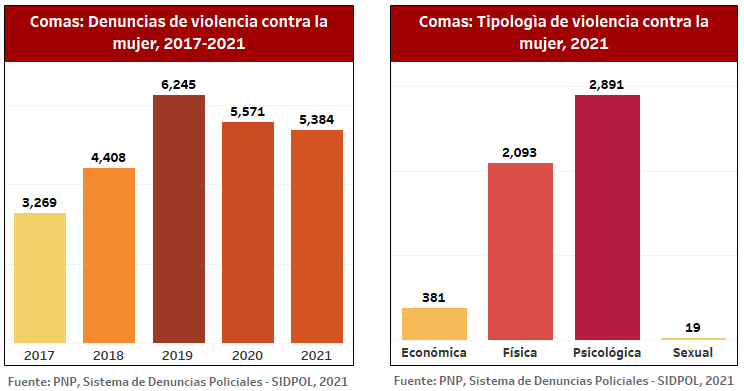 Comas: Denuncias de violencia contra la
mujer, 2017-2021
6,245
5,571
5,384
4,408
3,269
2017 2018 2019 2020 2021
Fuente: PNP, Sistema de Denuncias Policiales - SIDPOL, 2021
Comas: Tipologìa de violencia contra la
mujer, 2021
2,891
2,093
381
19
Económica Física Psicológica Sexual
Fuente: PNP, Sistema de Denuncias Policiales - SIDPOL, 2021